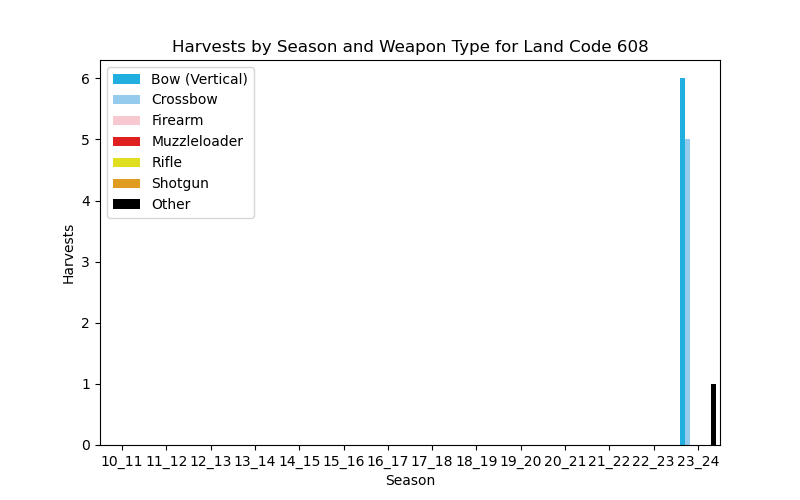 Harvests by Season and Weapon Type for Land Code 608
Bow (Vertical)
Crossbow
Firearm
Muzzleloader
Rifle
Shotgun
Other
Harvests
6
5
4
3
2
1
0
10_11 11_12 12_13 13_14 14_15 15_16 16_17 17_18 18_19 19_20 20_21 21_22 22_23 23_24
Season